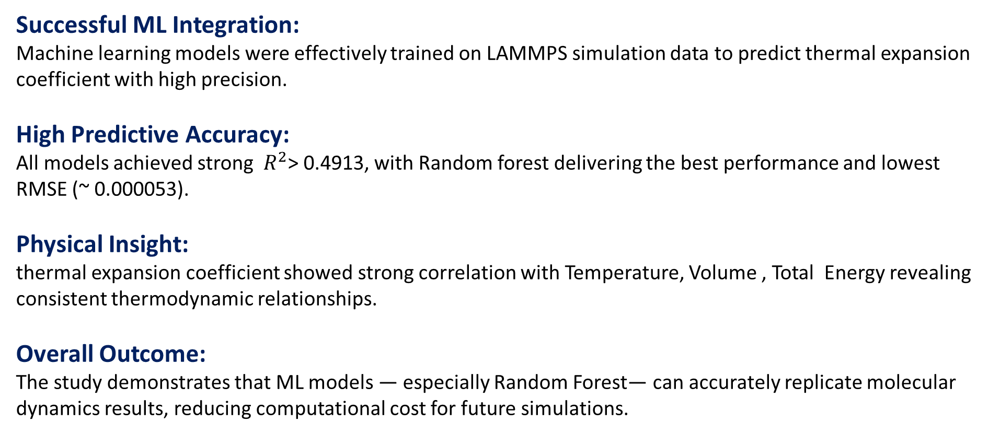 Successful ML Integration:
Machine learning models were effectively trained on LAMMPS simulation data to predict thermal expansion
coefficient with high precision.
High Predictive Accuracy:
All models achieved strong R²> 0.4913, with Random forest delivering the best performance and lowest
RMSE (~ 0.000053).
Physical Insight:
thermal expansion coefficient showed strong correlation with Temperature, Volume , Total Energy revealing
consistent thermodynamic relationships.
Overall Outcome:
The study demonstrates that ML models — especially Random Forest— can accurately replicate molecular
dynamics results, reducing computational cost for future simulations.